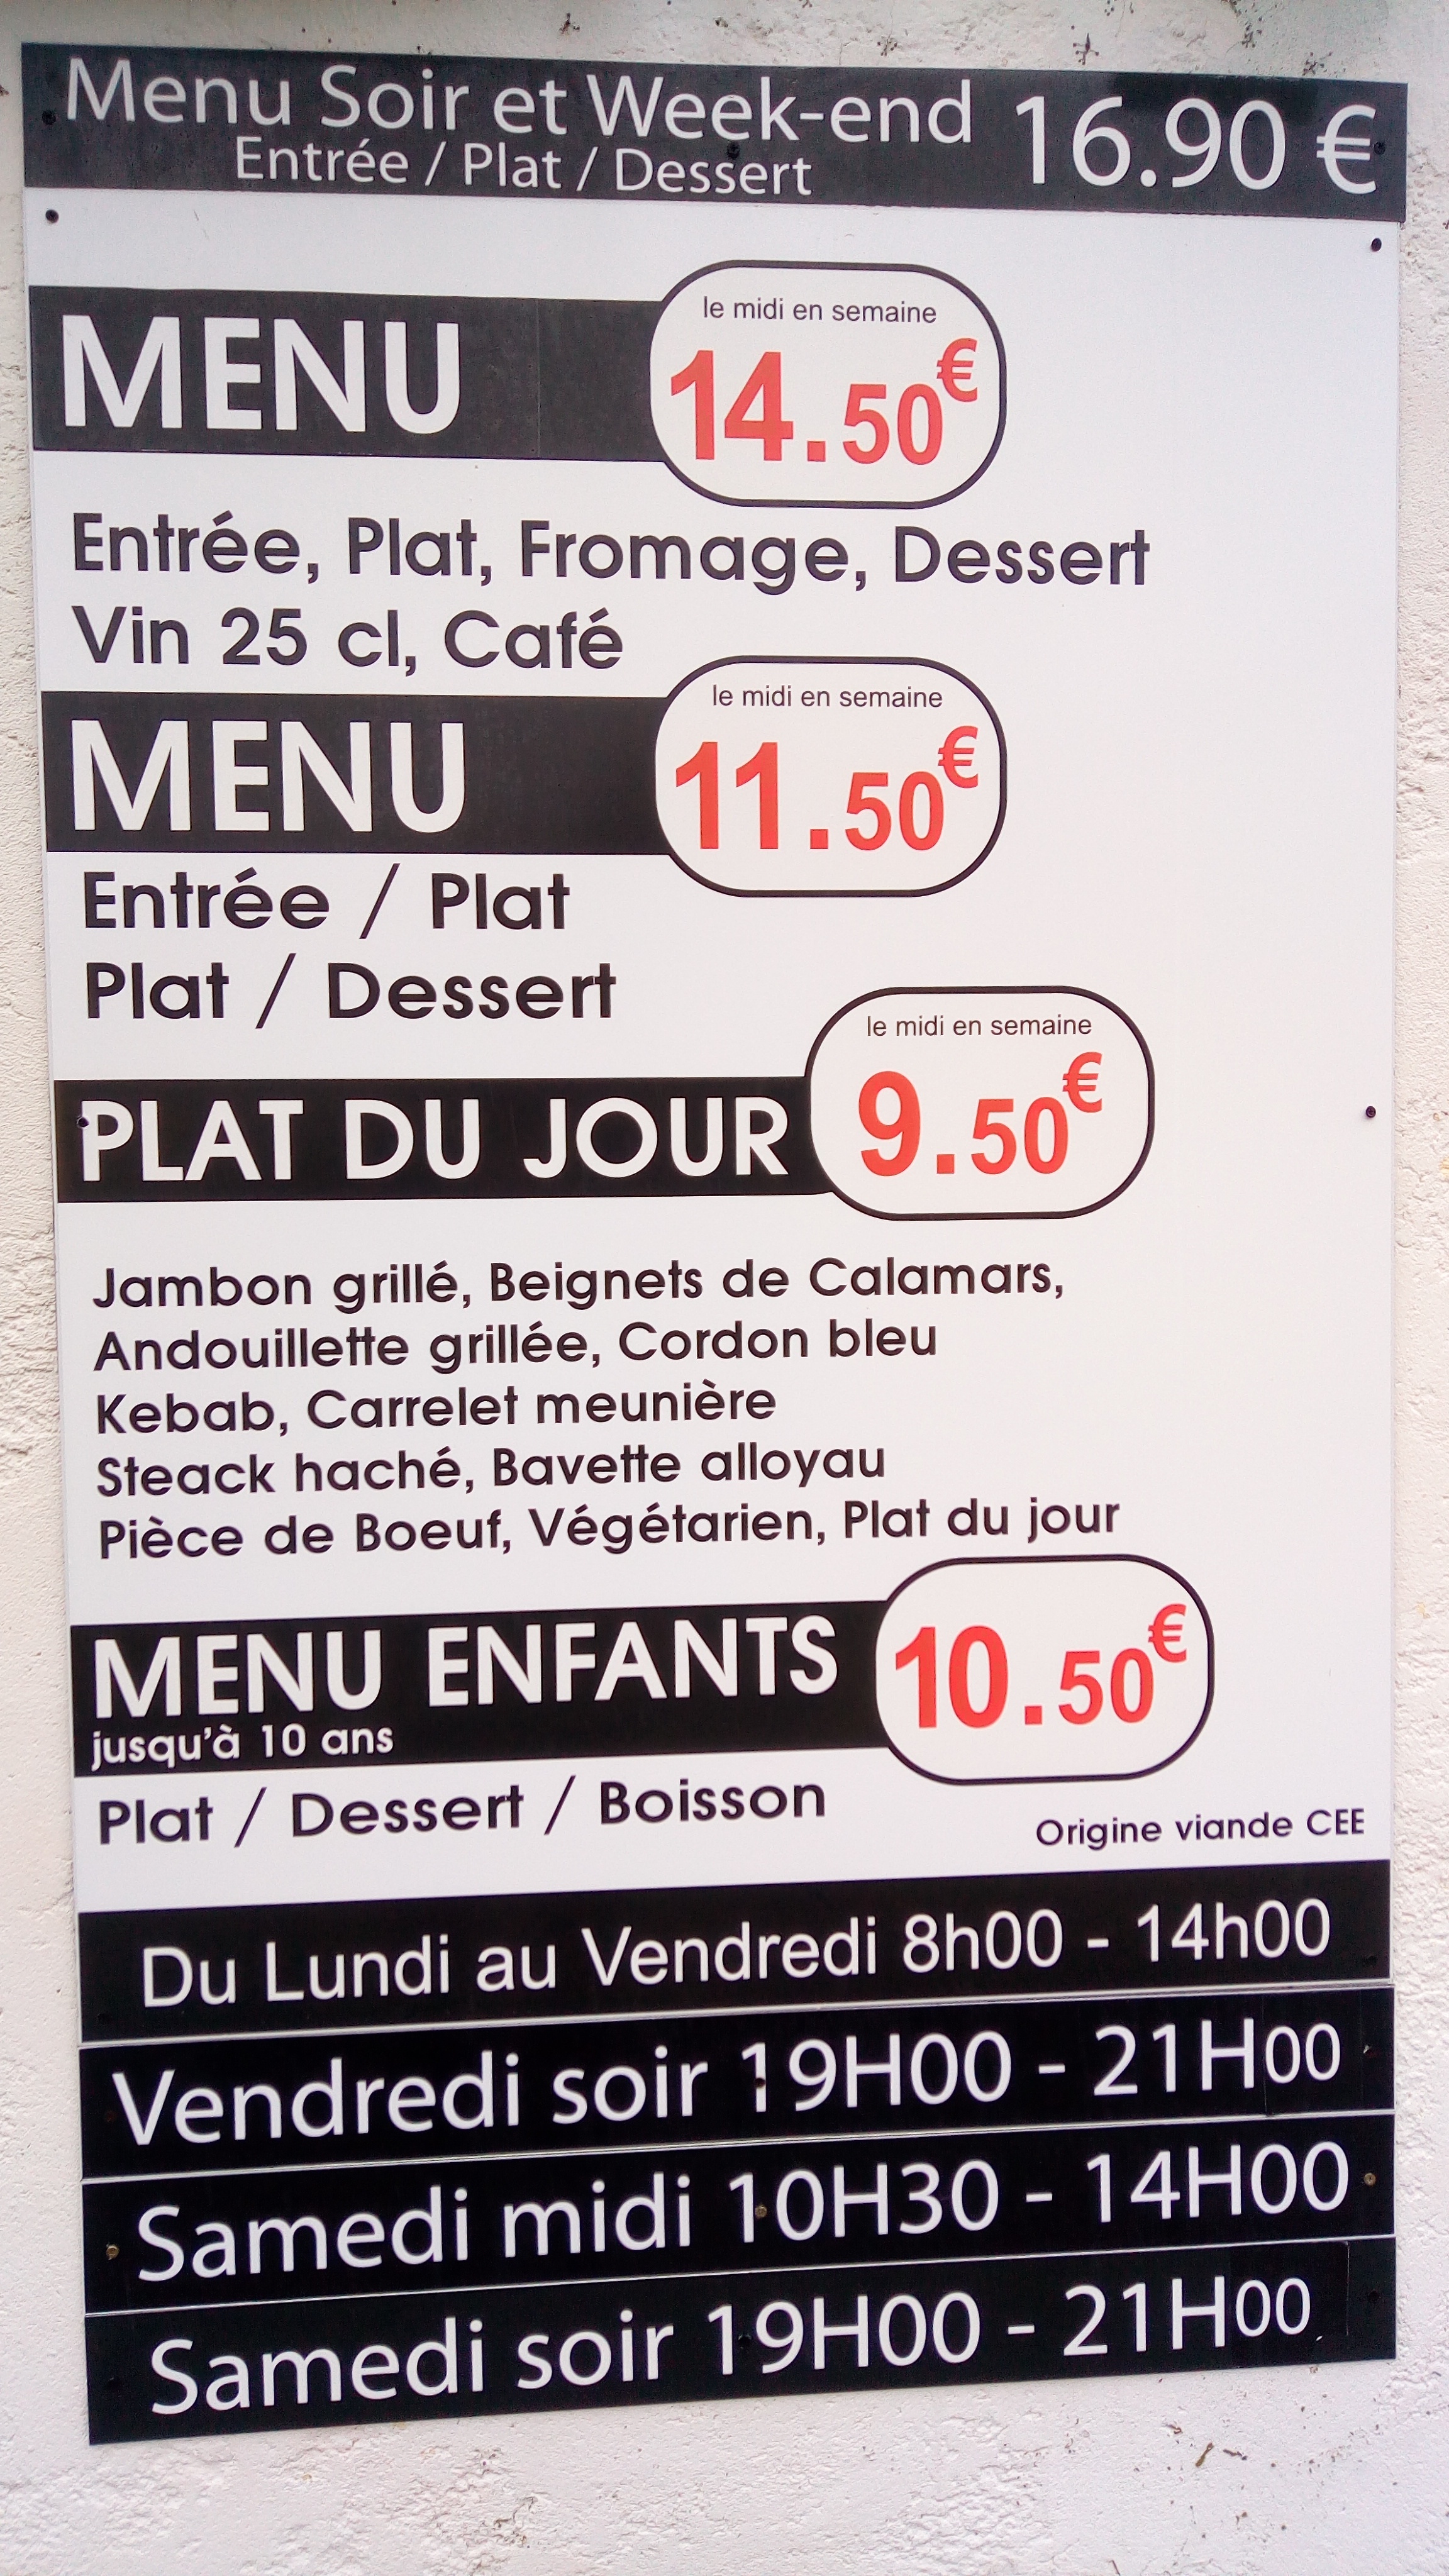 Menu Soir et Week-end 16.90 €
Entrée / Plat / Dessert
MENU
le midi en semaine
14.50€
Entrée, Plat, Fromage, Dessert
Vin 25 cl, Café
MENU
le midi en semaine
11.50€
Entrée / Plat
Plat / Dessert
PLAT DU JOUR
le midi en semaine
9.50€
Jambon grillé, Beignets de Calamars,
Andouillette grillée, Cordon bleu
Kebab, Carrelet meunière
Steack haché, Bavette alloyau
Pièce de Boeuf, Végétarien, Plat du jour
MENU ENFANTS
jusqu'à 10 ans
10.50€
Plat / Dessert / Boisson
Origine viande CEE
Du Lundi au Vendredi 8h00 - 14h00
Vendredi soir 19H00 - 21H00
Samedi midi 10H30 - 14H00
Samedi soir 19H00 - 21H00